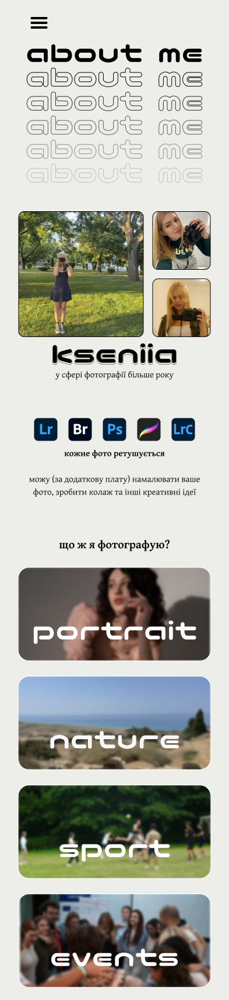 about me
about me
about me
about me
about me
about me
kseniia
у сфері фотографії більше року
Lr Br Ps LrC
кожне фото ретушується
можу (за додаткову плату) намалювати ваше
фото, зробити колаж та інші креативні ідеї
що ж я фотографую?
portrait
nature
sport
events